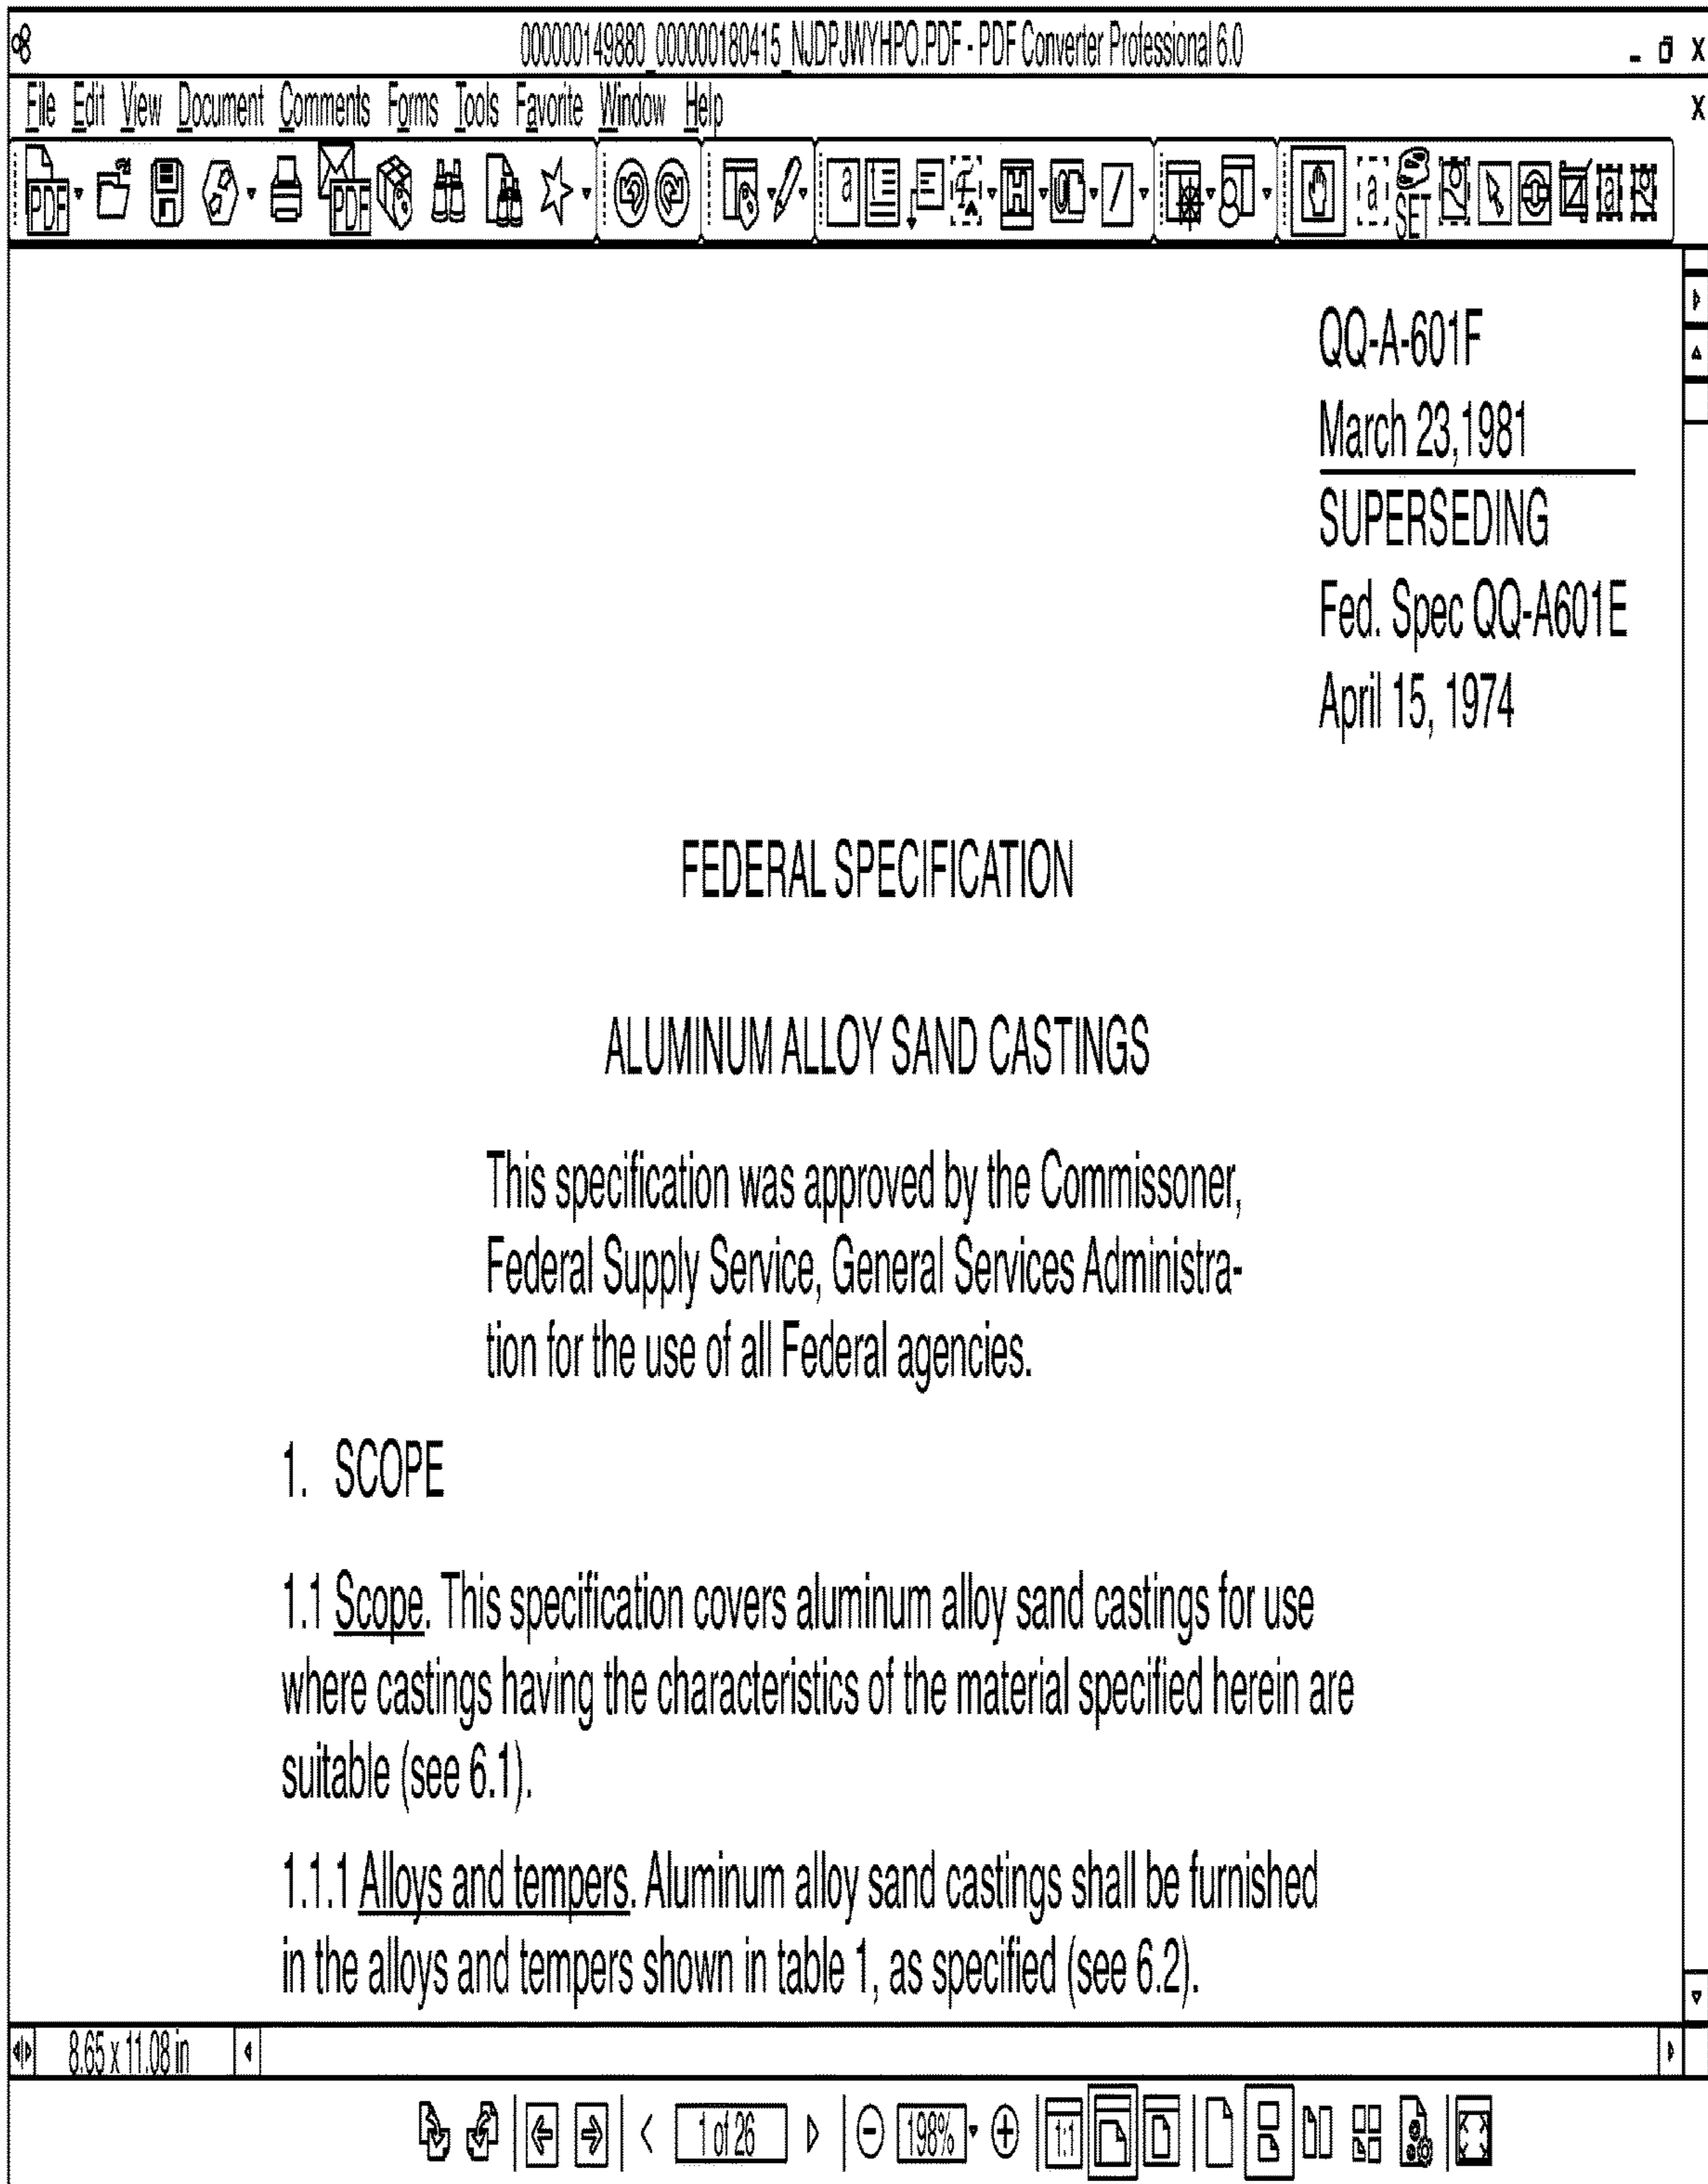 000000149880_000000180415_NJDPJWYHPO.PDF - PDF Converter Professional 6.0
File Edit View Document Comments Forms Tools Favorite Window Help
PDF PDF a H a SET a
QQ-A-601F
March 23,1981
SUPERSEDING
Fed. Spec QQ-A601E
April 15, 1974
FEDERAL SPECIFICATION
ALUMINUM ALLOY SAND CASTINGS
This specification was approved by the Commissoner,
Federal Supply Service, General Services Administra-
tion for the use of all Federal agencies.
1. SCOPE
1.1 Scope. This specification covers aluminum alloy sand castings for use
where castings having the characteristics of the material specified herein are
suitable (see 6.1).
1.1.1 Alloys and tempers. Aluminum alloy sand castings shall be furnished
in the alloys and tempers shown in table 1, as specified (see 6.2).
8.65 x 11.08 in
1 of 26 198% 1:1